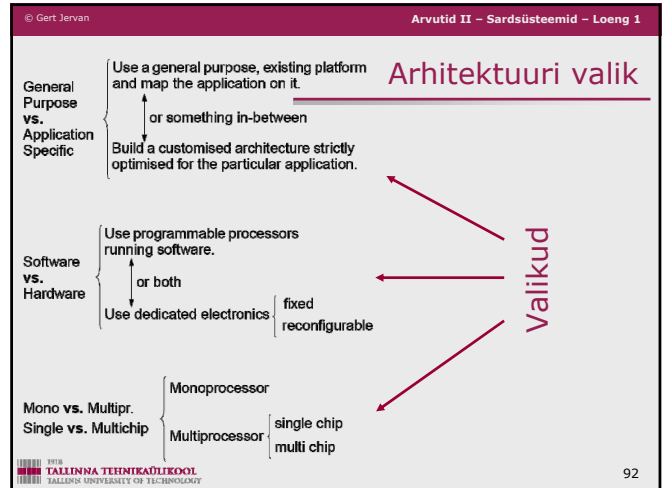 © Gert Jervan
Arvutid II – Sardsüsteemid – Loeng 1
Arhitektuuri valik
General
Purpose
vs.
Application
Specific
Use a general purpose, existing platform
and map the application on it.
or something in-between
Build a customised architecture strictly
optimised for the particular application.
Software
vs.
Hardware
Use programmable processors
running software.
or both
Use dedicated electronics
fixed
reconfigurable
Valikud
Mono vs. Multipr.
Single vs. Multichip
Monoprocessor
Multiprocessor
single chip
multi chip
1918
TALLINNA TEHNIKAÜLIKOOL
TALLINN UNIVERSITY OF TECHNOLOGY
92